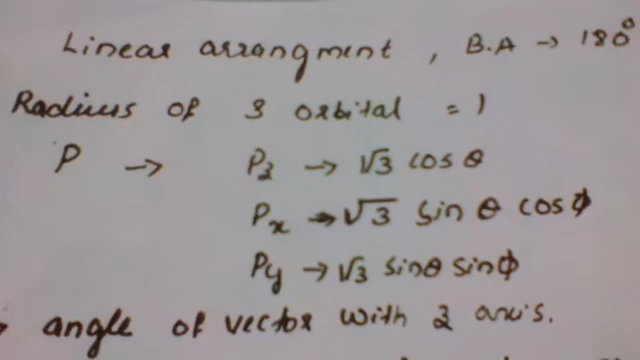 Linear arrangment, B.A → 180°
Radius of S orbital = 1
P → Pz → √3 cos θ
Px → √3 sin θ cos ϕ
Py → √3 sinθ sinϕ
angle of vector with z axis.